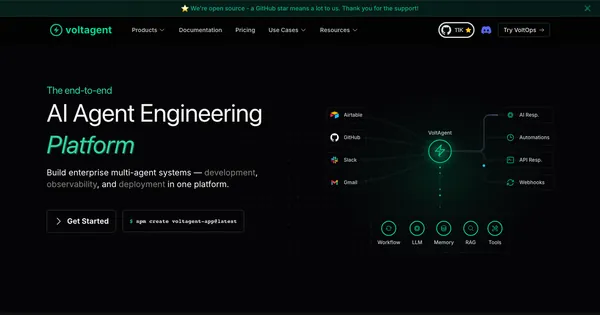 ⭐ We're open source - a GitHub star means a lot to us. Thank you for the support!
voltagent
Products
Documentation
Pricing
Use Cases
Resources
11K
Try VoltOps →
The end-to-end
AI Agent Engineering
Platform
Build enterprise multi-agent systems — development,
observability, and deployment in one platform.
Get Started
$ npm create voltagent-app@latest
Airtable
GitHub
Slack
Gmail
VoltAgent
AI Resp.
Automations
API Resp.
Webhooks
Workflow
LLM
Memory
RAG
Tools